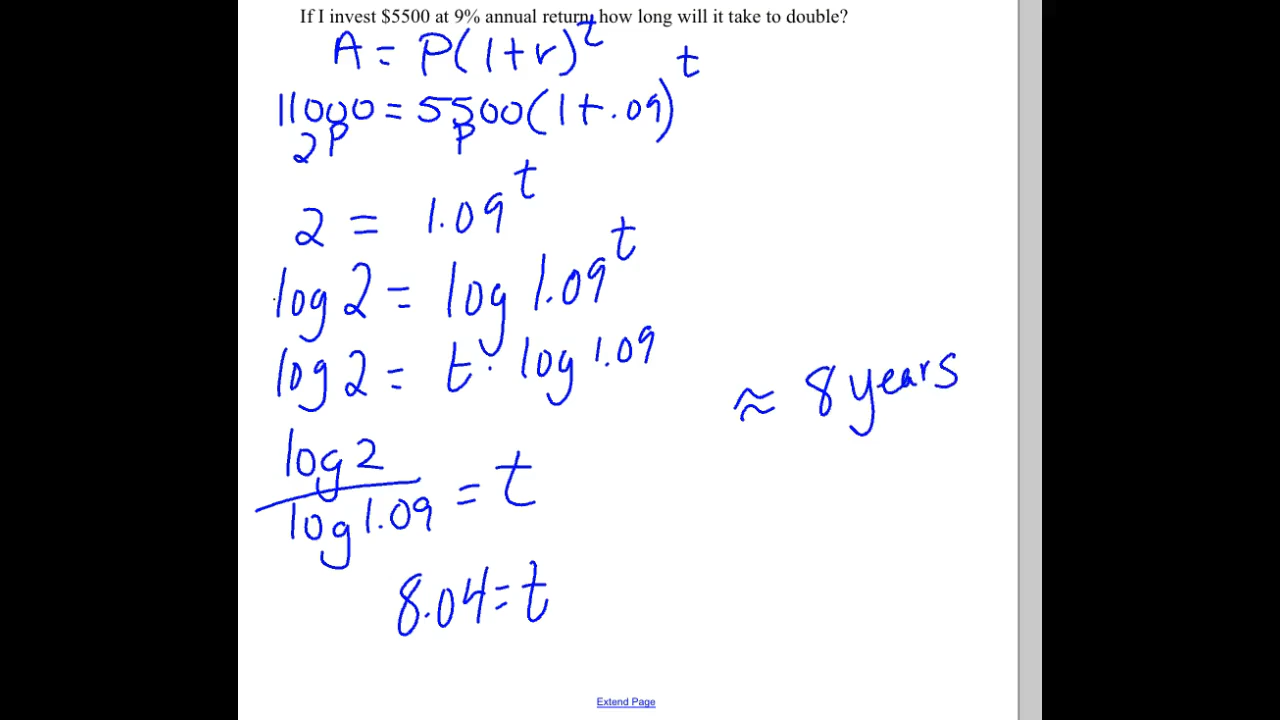 If I invest $5500 at 9% annual return, how long will it take to double?
A = P(1+r)^t
11000 = 5500(1+.09)^t
2P P
2 = 1.09^t
log 2 = log 1.09^t
log 2 = t · log 1.09
≈ 8 years
log 2
log 1.09 = t
8.04 = t
Extend Page